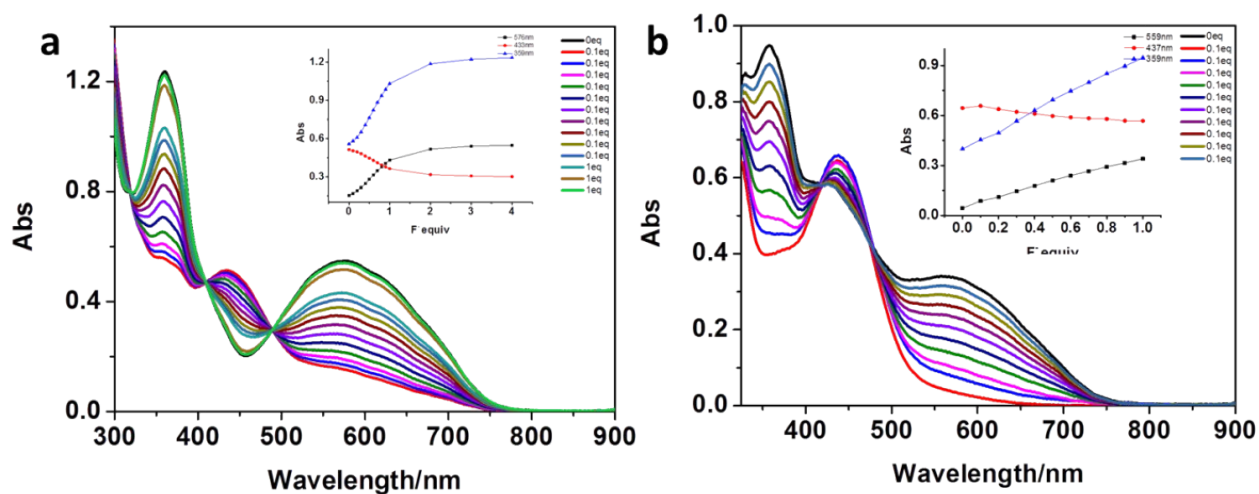 a
1.2
0.8
0.4
0.0
Abs
300 400 500 600 700 800 900
Wavelength/nm
576nm
433nm
359nm
1.2
0.9
0.6
0.3
Abs
0 1 2 3 4
F⁻equiv
0eq
0.1eq
0.1eq
0.1eq
0.1eq
0.1eq
0.1eq
0.1eq
0.1eq
0.1eq
0.1eq
1eq
1eq
1eq
b
1.0
0.8
0.6
0.4
0.2
0.0
Abs
400 500 600 700 800 900
Wavelength/nm
559nm
437nm
359nm
0.9
0.6
0.3
0.0
Abs
0.0 0.2 0.4 0.6 0.8 1.0
F⁻equiv
0eq
0.1eq
0.1eq
0.1eq
0.1eq
0.1eq
0.1eq
0.1eq
0.1eq
0.1eq
0.1eq